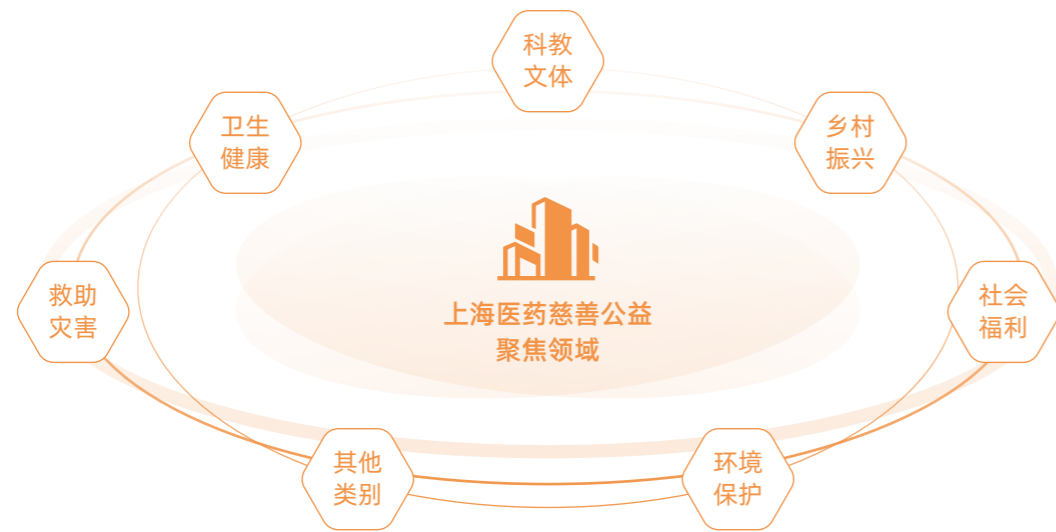 科教
文体
卫生
健康
乡村
振兴
救助
灾害
上海医药慈善公益
聚焦领域
社会
福利
其他
类别
环境
保护